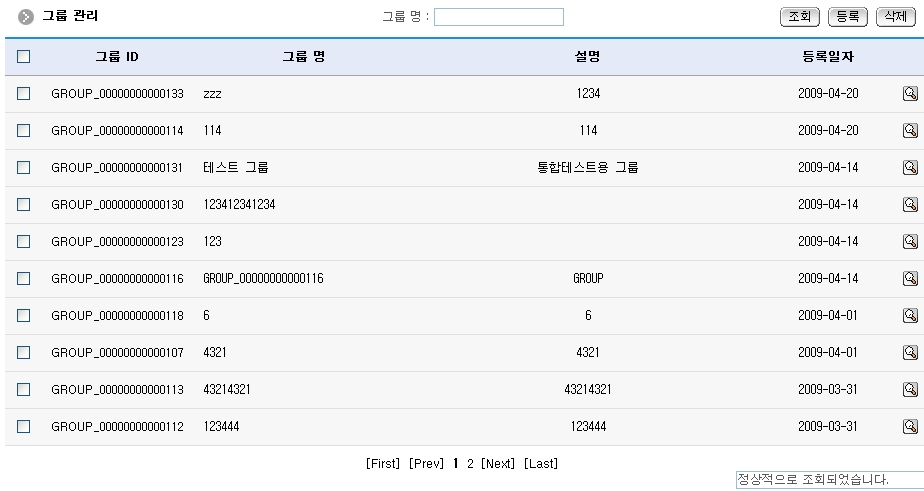 그룹 관리 그룹 명 : 조회 등록 삭제
그룹 ID 그룹 명 설명 등록일자
GROUP_00000000000133 zzz 1234 2009-04-20
GROUP_00000000000114 114 114 2009-04-20
GROUP_00000000000131 테스트 그룹 통합테스트용 그룹 2009-04-14
GROUP_00000000000130 123412341234 2009-04-14
GROUP_00000000000123 123 2009-04-14
GROUP_00000000000116 GROUP_00000000000116 GROUP 2009-04-14
GROUP_00000000000118 6 6 2009-04-01
GROUP_00000000000107 4321 4321 2009-04-01
GROUP_00000000000113 43214321 43214321 2009-03-31
GROUP_00000000000112 123444 123444 2009-03-31
[First] [Prev] 1 2 [Next] [Last]
정상적으로 조회되었습니다.